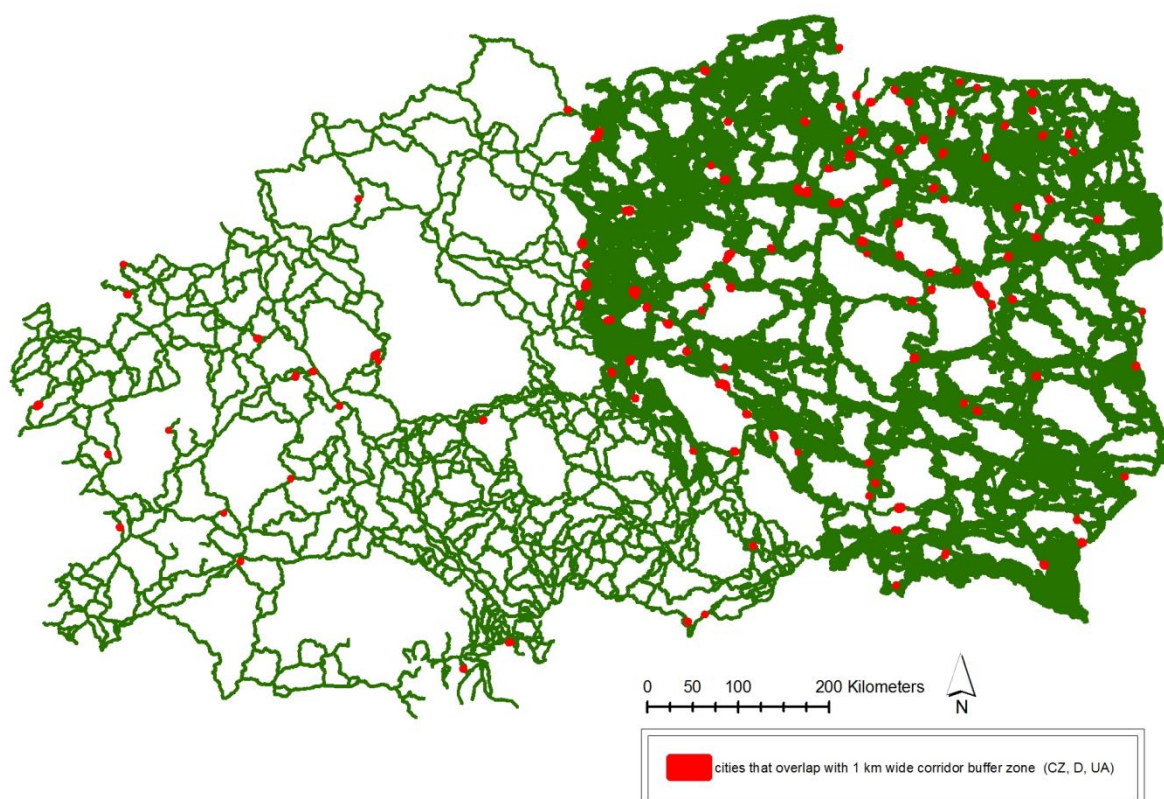 0 50 100 200 Kilometers
N
cities that overlap with 1 km wide corridor buffer zone (CZ, D, UA)